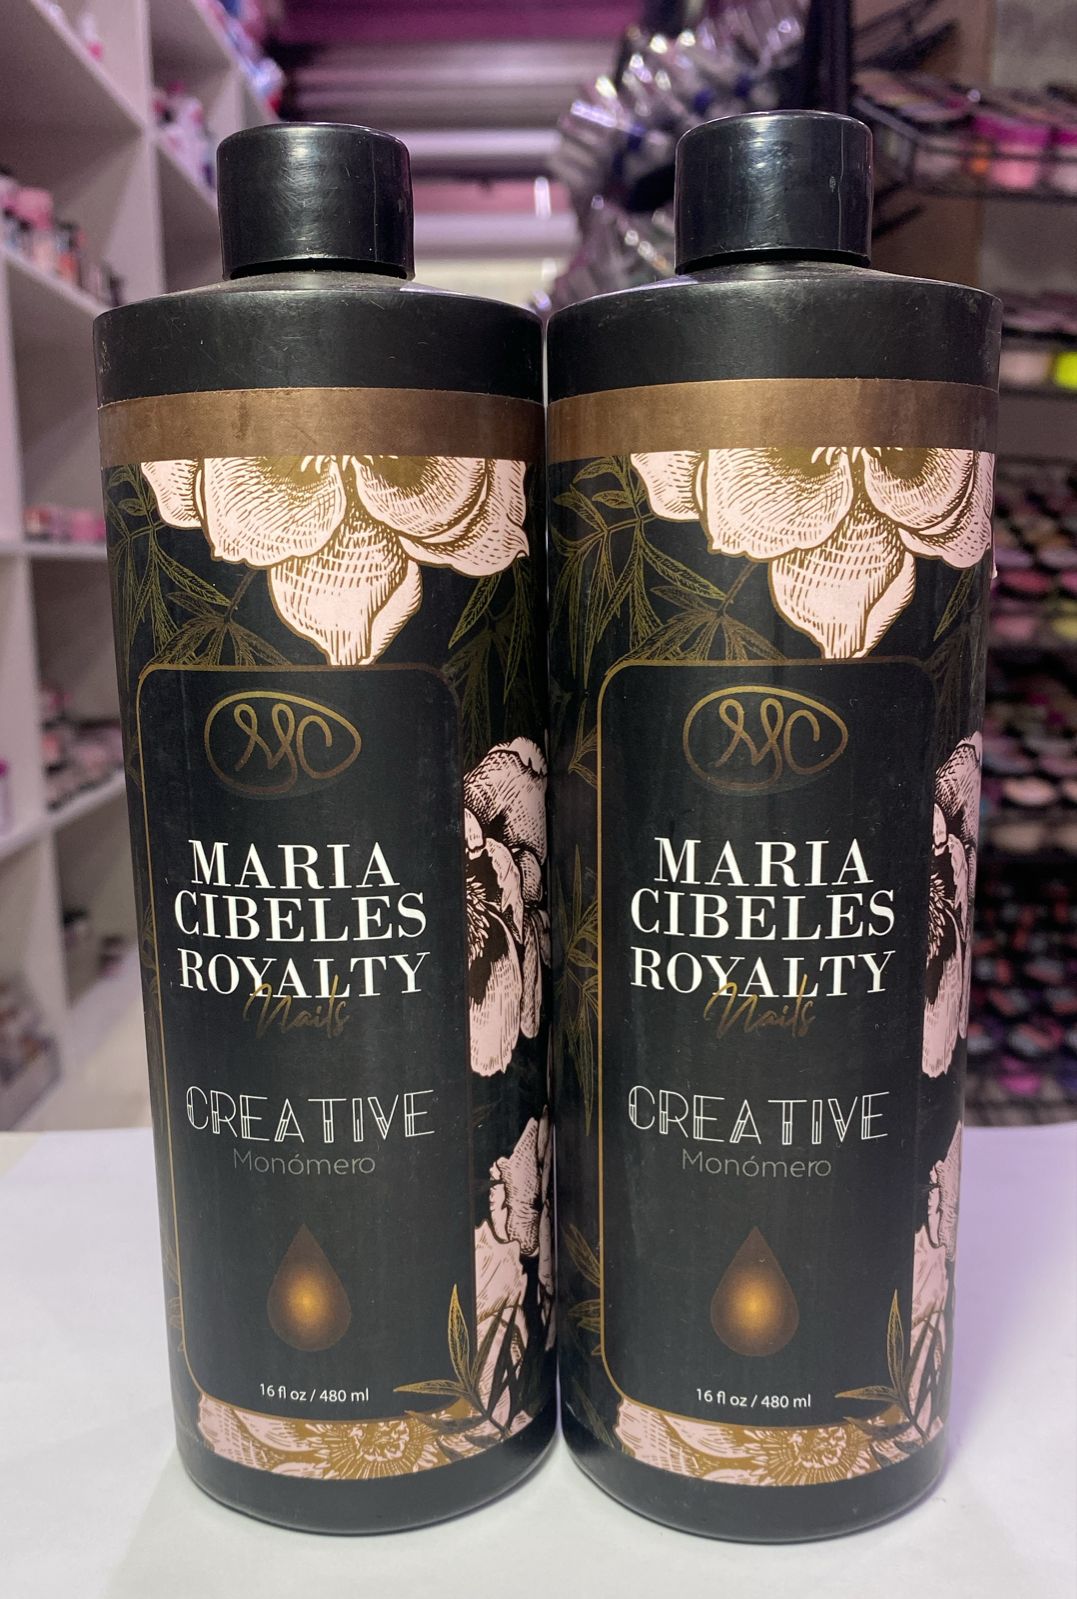 MC
MARIA
CIBELES
ROYALTY
Nails
CREATIVE
Monómero
16 fl oz / 480 ml
MC
MARIA
CIBELES
ROYALTY
Nails
CREATIVE
Monómero
16 fl oz / 480 ml